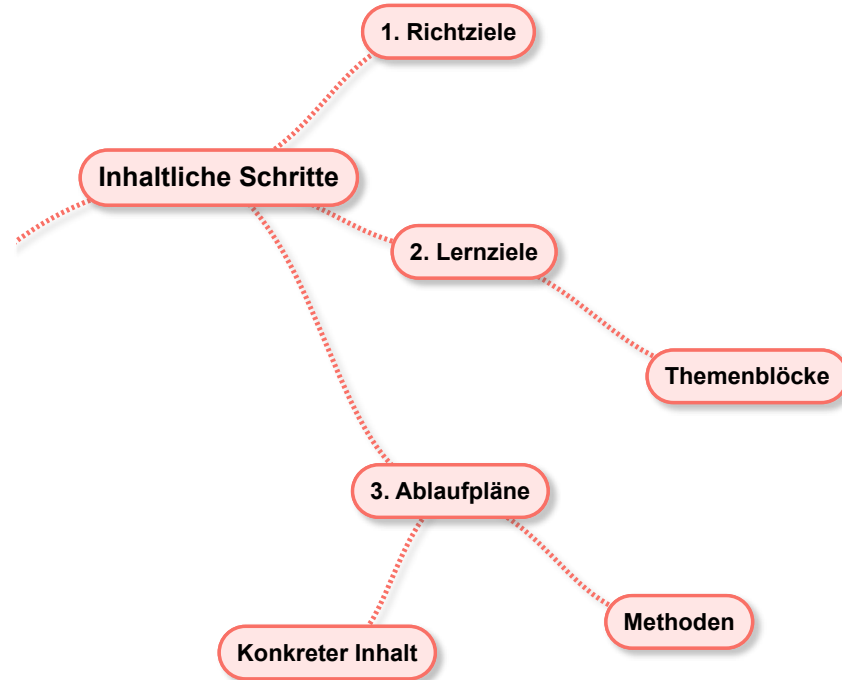 1. Richtziele
Inhaltliche Schritte
2. Lernziele
Themenblöcke
3. Ablaufpläne
Methoden
Konkreter Inhalt